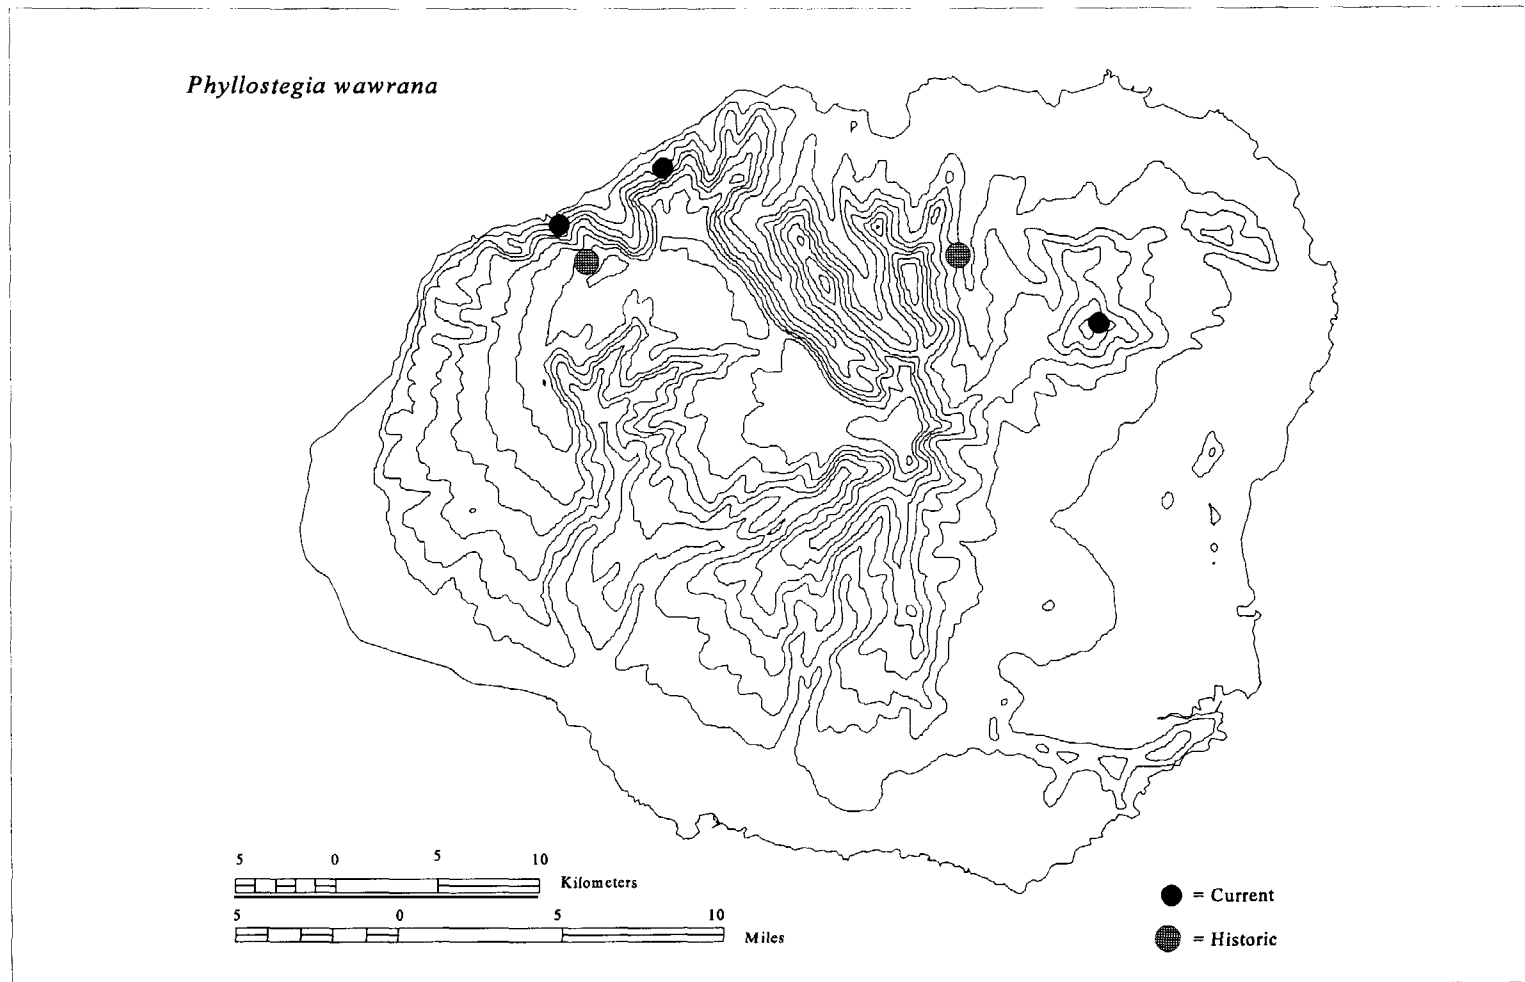 Phyllostegia wawrana
5 0 5 10
Kilometers
5 0 5 10
Miles
= Current
= Historic